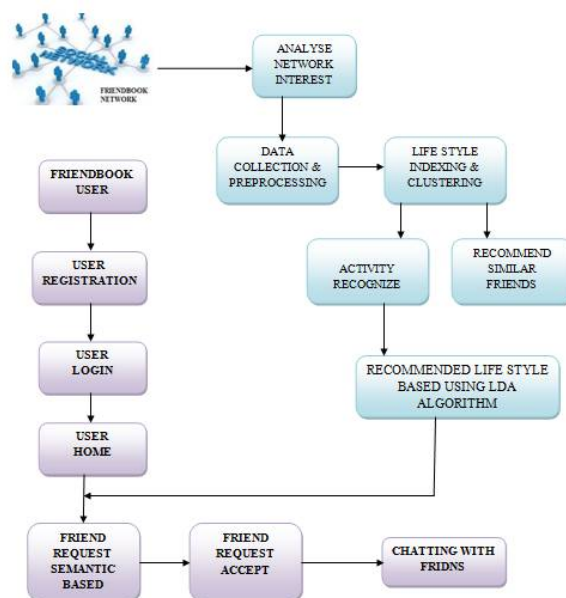 SOCIAL
NETWORK
FRIENDBOOK
NETWORK
ANALYSE
NETWORK
INTEREST
DATA
COLLECTION &
PREPROCESSING
LIFE STYLE
INDEXING &
CLUSTERING
FRIENDBOOK
USER
USER
REGISTRATION
ACTIVITY
RECOGNIZE
RECOMMEND
SIMILAR
FRIENDS
USER
LOGIN
RECOMMENDED LIFE STYLE
BASED USING LDA
ALGORITHM
USER
HOME
FRIEND
REQUEST
SEMANTIC
BASED
FRIEND
REQUEST
ACCEPT
CHATTING WITH
FRIDNS